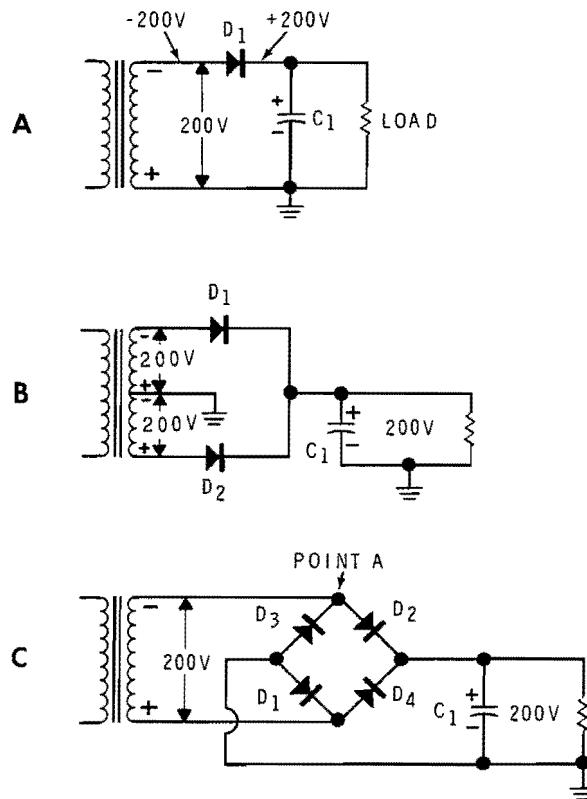 -200V +200V
D1
- +
A 200V C1 LOAD
-
+
D1
-
200V
+
B -
200V 200V
+ C1 +
-
D2
POINT A
D3 D2
-
C 200V
D1 D4 + C1 200V
+ -